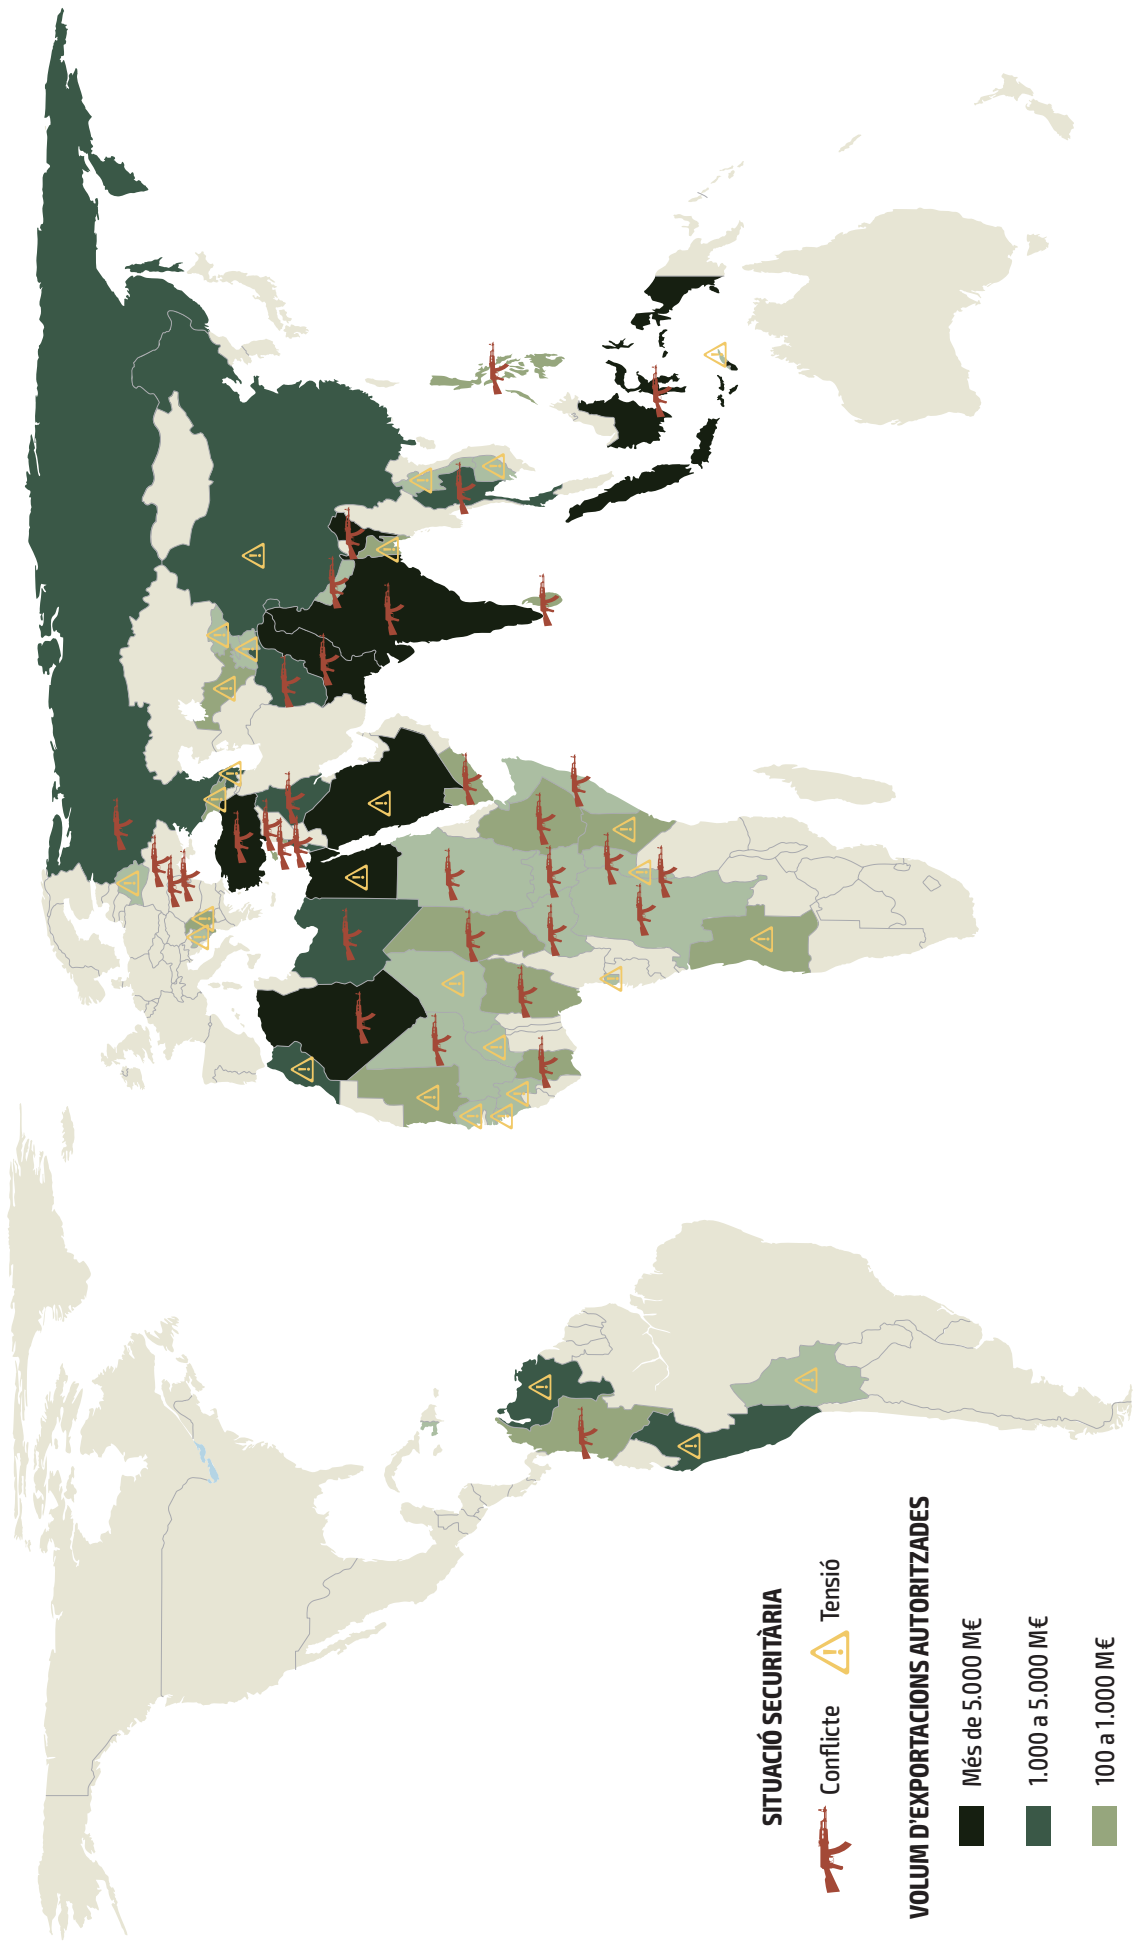 SITUACIÓ SECURITÀRIA
Conflicte
Tensió
VOLUM D'EXPORTACIONS AUTORITZADES
Més de 5.000 M€
1.000 a 5.000 M€
100 a 1.000 M€